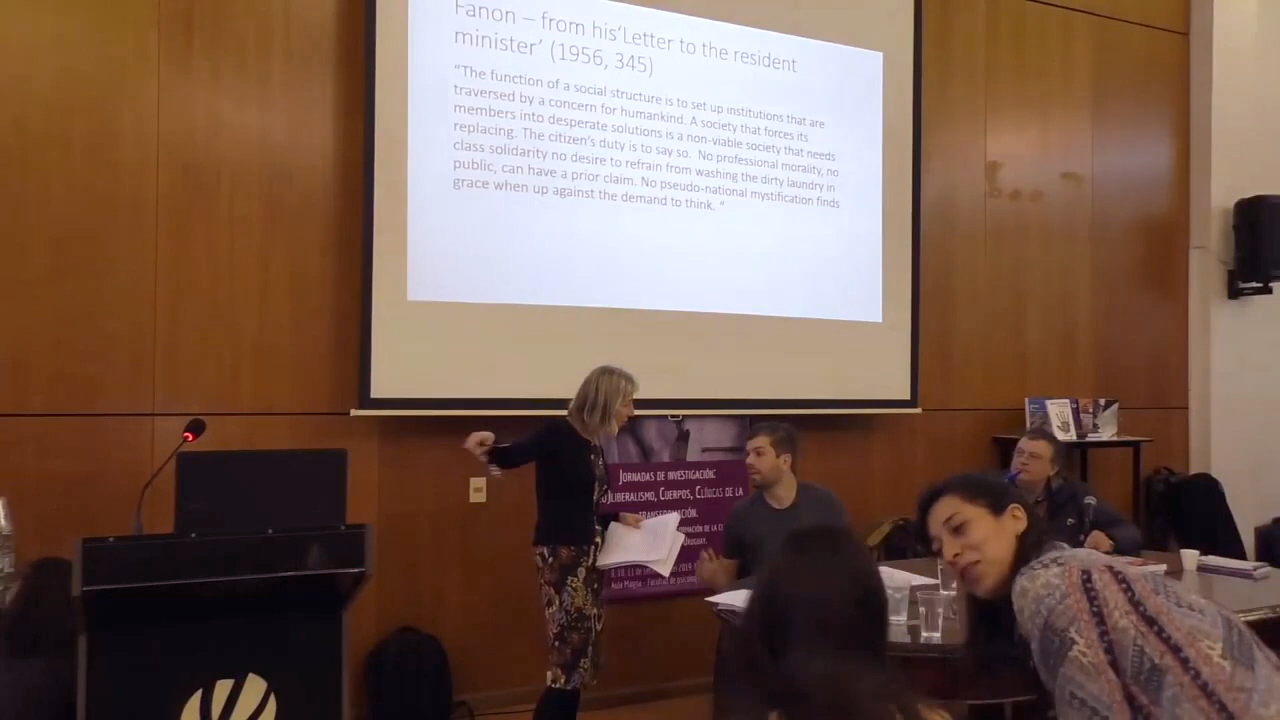 Fanon – from his‘Letter to the resident
minister’ (1956, 345)
“The function of a social structure is to set up institutions that are
traversed by a concern for humankind. A society that forces its
members into desperate solutions is a non-viable society that needs
replacing. The citizen’s duty is to say so.  No professional morality, no
class solidarity no desire to refrain from washing the dirty laundry in
public, can have a prior claim. No pseudo-national mystification finds
grace when up against the demand to think. “
Jornadas de investigación:
liberalismo, Cuerpos, Clínicas de la
transformación.
Uruguay.
Aula Magna - Facultad de